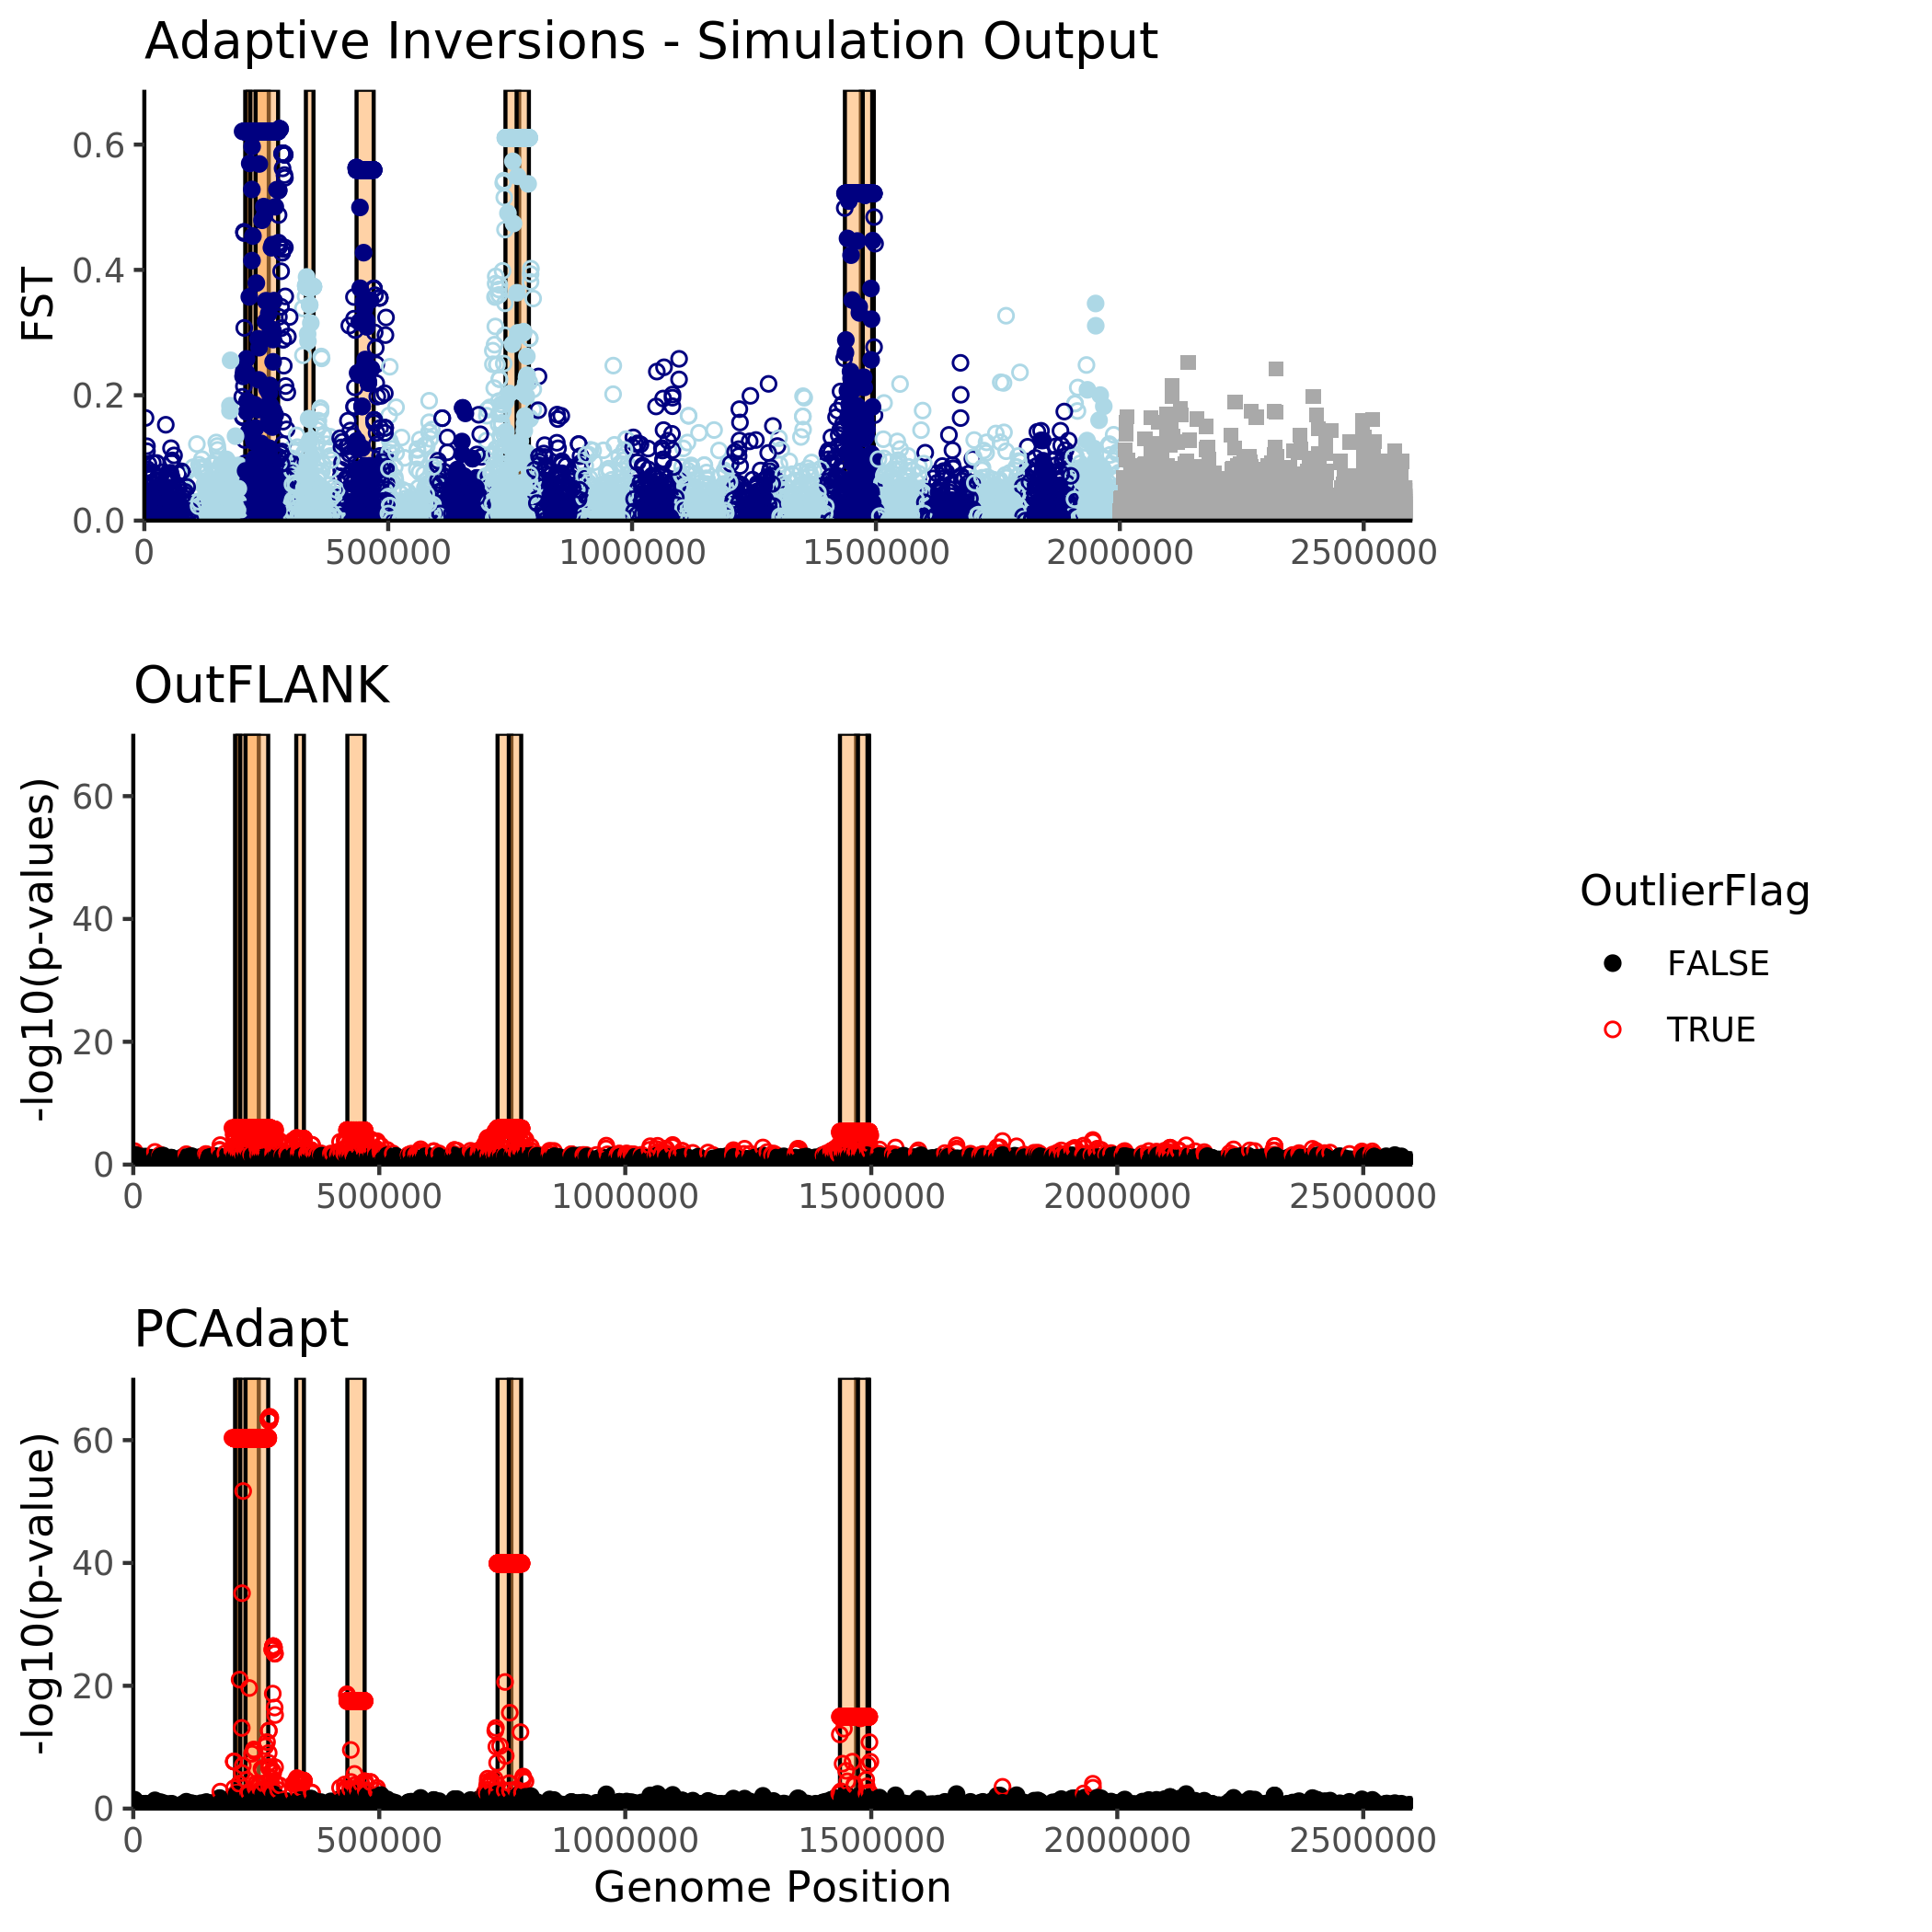 Adaptive Inversions - Simulation Output
FST
0.6
0.4
0.2
0.0
0 500000 1000000 1500000 2000000 2500000
OutFLANK
-log10(p-values)
60
40
20
0
0 500000 1000000 1500000 2000000 2500000
OutlierFlag
FALSE
TRUE
PCAdapt
-log10(p-value)
60
40
20
0
0 500000 1000000 1500000 2000000 2500000
Genome Position